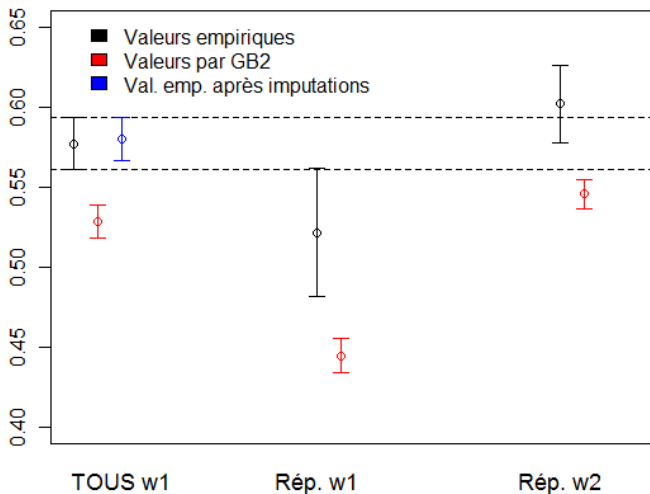 Valeurs empiriques
Valeurs par GB2
Val. emp. après imputations
0.65
0.60
0.55
0.50
0.45
0.40
TOUS w1
Rép. w1
Rép. w2